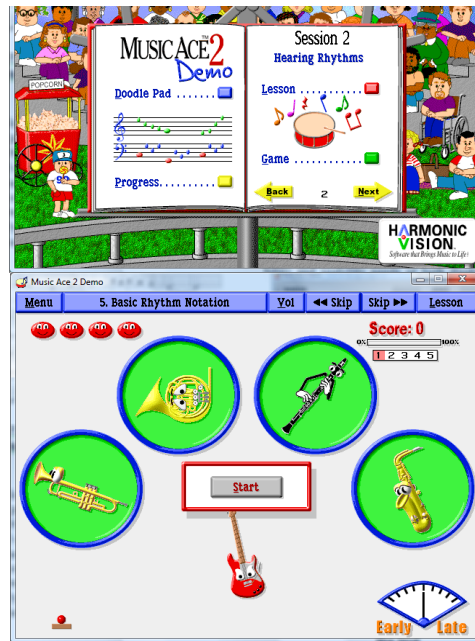 POPCORN
MUSIC ACE™ 2
Demo
Doodle Pad .......
Progress.........
Session 2
Hearing Rhythms
Lesson ..........
Game ............
Back
2
Next
HARMONIC
VISION®
Software that Brings Music to Life!
Music Ace 2 Demo
Menu
5. Basic Rhythm Notation
Vol
◄◄ Skip
Skip ►►
Lesson
Score: 0
0% 100%
1 2 3 4 5
Start
Early Late